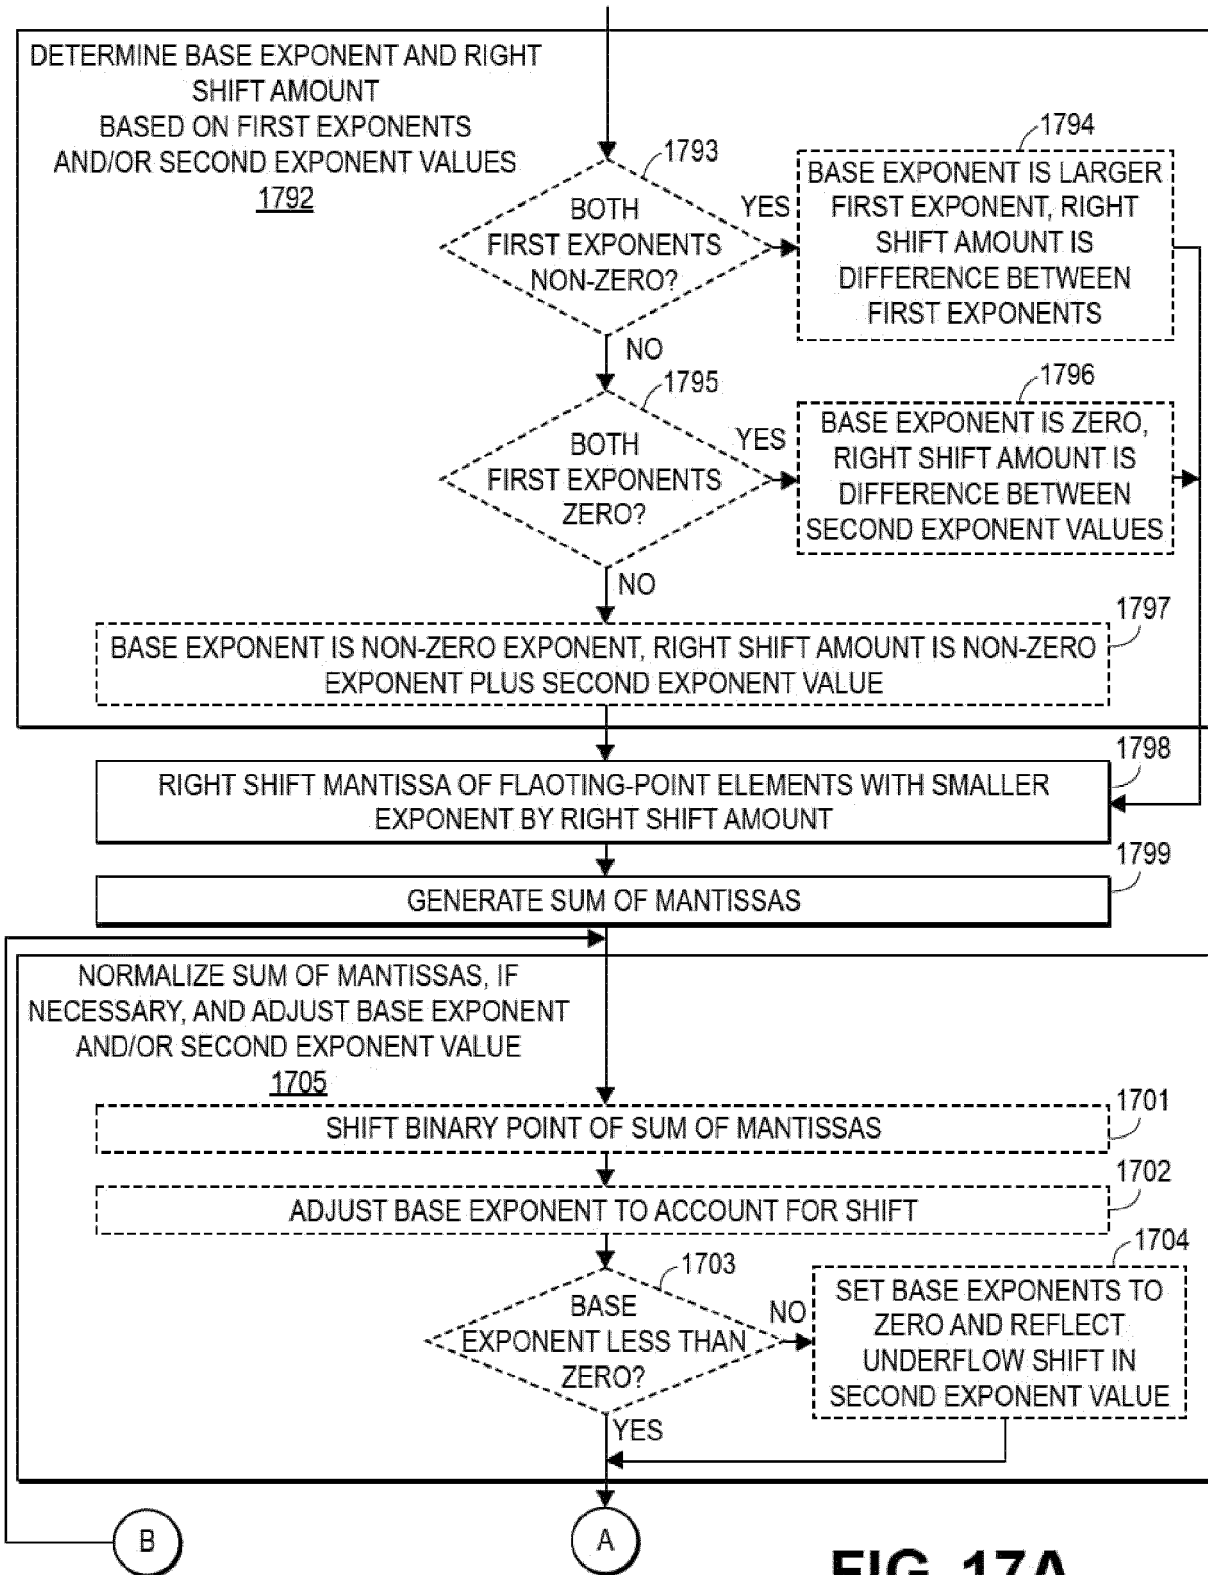 DETERMINE BASE EXPONENT AND RIGHT
SHIFT AMOUNT
BASED ON FIRST EXPONENTS
AND/OR SECOND EXPONENT VALUES
1792
1793
BOTH
FIRST EXPONENTS
NON-ZERO?
YES
1794
BASE EXPONENT IS LARGER
FIRST EXPONENT, RIGHT
SHIFT AMOUNT IS
DIFFERENCE BETWEEN
FIRST EXPONENTS
NO
1795
BOTH
FIRST EXPONENTS
ZERO?
YES
1796
BASE EXPONENT IS ZERO,
RIGHT SHIFT AMOUNT IS
DIFFERENCE BETWEEN
SECOND EXPONENT VALUES
NO
1797
BASE EXPONENT IS NON-ZERO EXPONENT, RIGHT SHIFT AMOUNT IS NON-ZERO
EXPONENT PLUS SECOND EXPONENT VALUE
1798
RIGHT SHIFT MANTISSA OF FLAOTING-POINT ELEMENTS WITH SMALLER
EXPONENT BY RIGHT SHIFT AMOUNT
1799
GENERATE SUM OF MANTISSAS
NORMALIZE SUM OF MANTISSAS, IF
NECESSARY, AND ADJUST BASE EXPONENT
AND/OR SECOND EXPONENT VALUE
1705
1701
SHIFT BINARY POINT OF SUM OF MANTISSAS
1702
ADJUST BASE EXPONENT TO ACCOUNT FOR SHIFT
1703
BASE
EXPONENT LESS THAN
ZERO?
NO
1704
SET BASE EXPONENTS TO
ZERO AND REFLECT
UNDERFLOW SHIFT IN
SECOND EXPONENT VALUE
YES
B
A
FIG. 17A